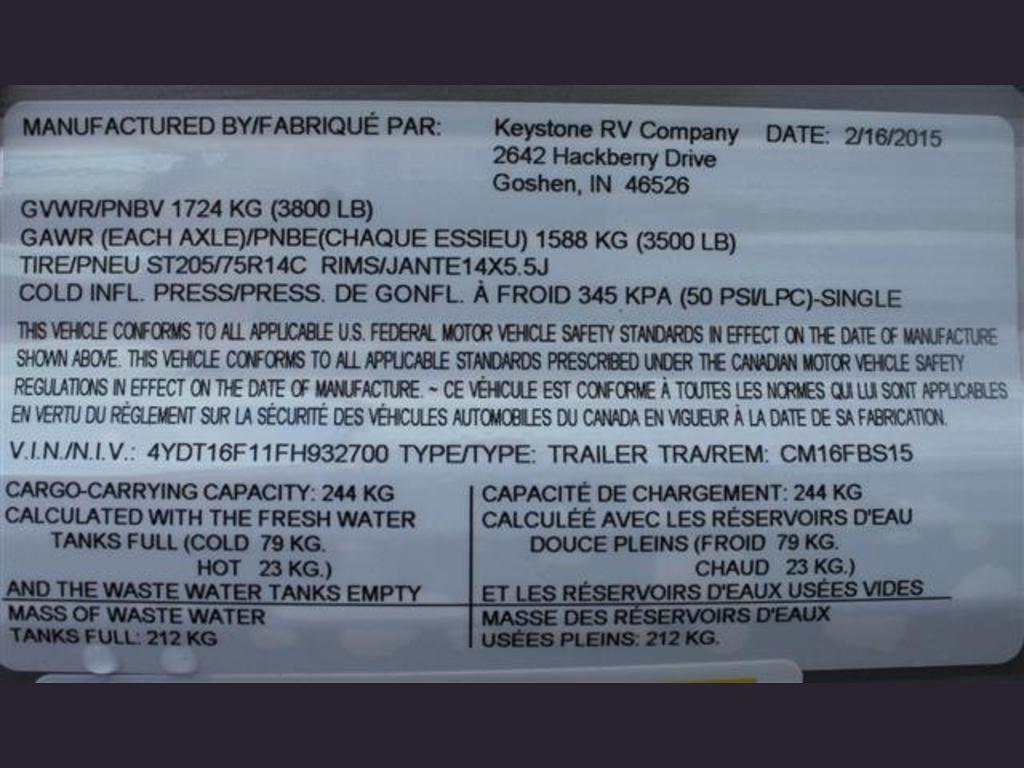 MANUFACTURED BY/FABRIQUÉ PAR: Keystone RV Company DATE: 2/16/2015
2642 Hackberry Drive
Goshen, IN 46526
GVWR/PNBV 1724 KG (3800 LB)
GAWR (EACH AXLE)/PNBE(CHAQUE ESSIEU) 1588 KG (3500 LB)
TIRE/PNEU ST205/75R14C RIMS/JANTE14X5.5J
COLD INFL. PRESS/PRESS. DE GONFL. À FROID 345 KPA (50 PSI/LPC)-SINGLE
THIS VEHICLE CONFORMS TO ALL APPLICABLE U.S. FEDERAL MOTOR VEHICLE SAFETY STANDARDS IN EFFECT ON THE DATE OF MANUFACTURE
SHOWN ABOVE. THIS VEHICLE CONFORMS TO ALL APPLICABLE STANDARDS PRESCRIBED UNDER THE CANADIAN MOTOR VEHICLE SAFETY
REGULATIONS IN EFFECT ON THE DATE OF MANUFACTURE. ~ CE VÉHICULE EST CONFORME À TOUTES LES NORMES QUI LUI SONT APPLICABLES
EN VERTU DU RÉGLEMENT SUR LA SÉCURITÉ DES VÉHICULES AUTOMOBILES DU CANADA EN VIGUEUR À LA DATE DE SA FABRICATION.
V.I.N./N.I.V.: 4YDT16F11FH932700 TYPE/TYPE: TRAILER TRA/REM: CM16FBS15
CARGO-CARRYING CAPACITY: 244 KG
CALCULATED WITH THE FRESH WATER
TANKS FULL (COLD 79 KG.
HOT 23 KG.)
AND THE WASTE WATER TANKS EMPTY
MASS OF WASTE WATER
TANKS FULL: 212 KG
CAPACITÉ DE CHARGEMENT: 244 KG
CALCULÉÉ AVEC LES RÉSERVOIRS D'EAU
DOUCE PLEINS (FROID 79 KG.
CHAUD 23 KG.)
ET LES RÉSERVOIRS D'EAUX USÉES VIDES
MASSE DES RÉSERVOIRS D'EAUX
USÉES PLEINS: 212 KG.